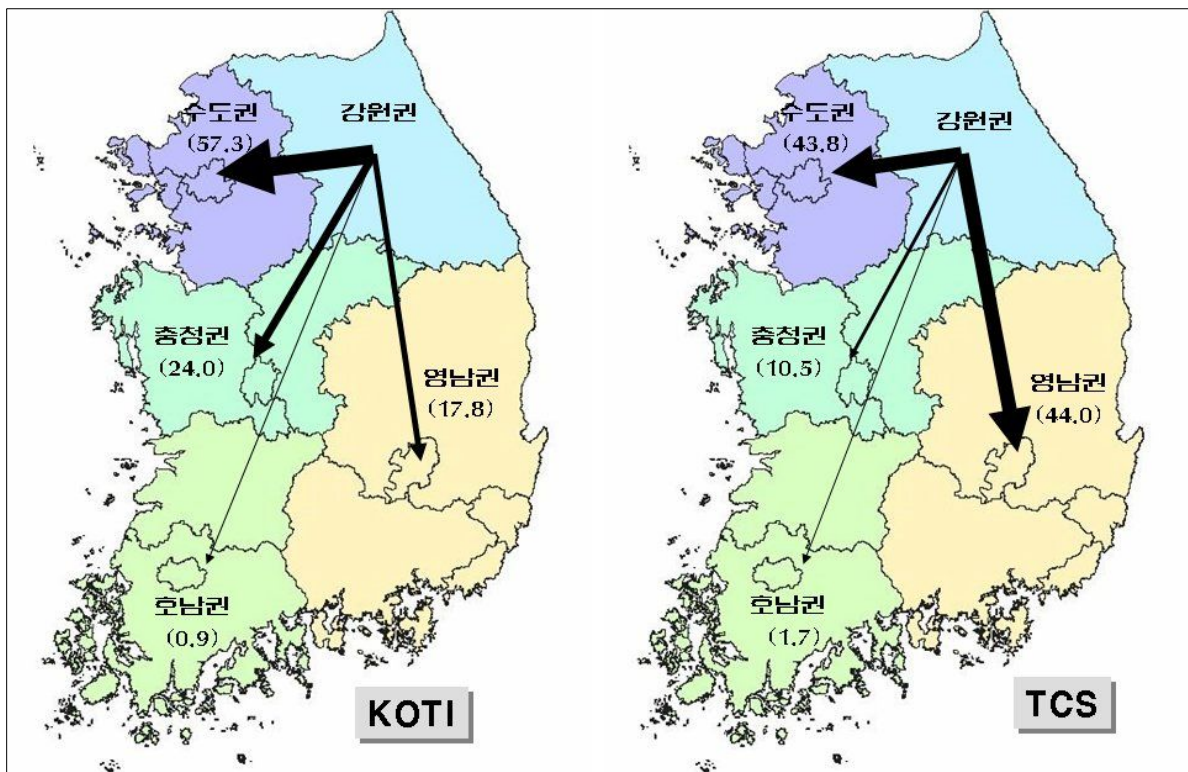 수도권
(57.3)
강원권
충청권
(24.0)
영남권
(17.8)
호남권
(0.9)
KOTI
수도권
(43.8)
강원권
충청권
(10.5)
영남권
(44.0)
호남권
(1.7)
TCS